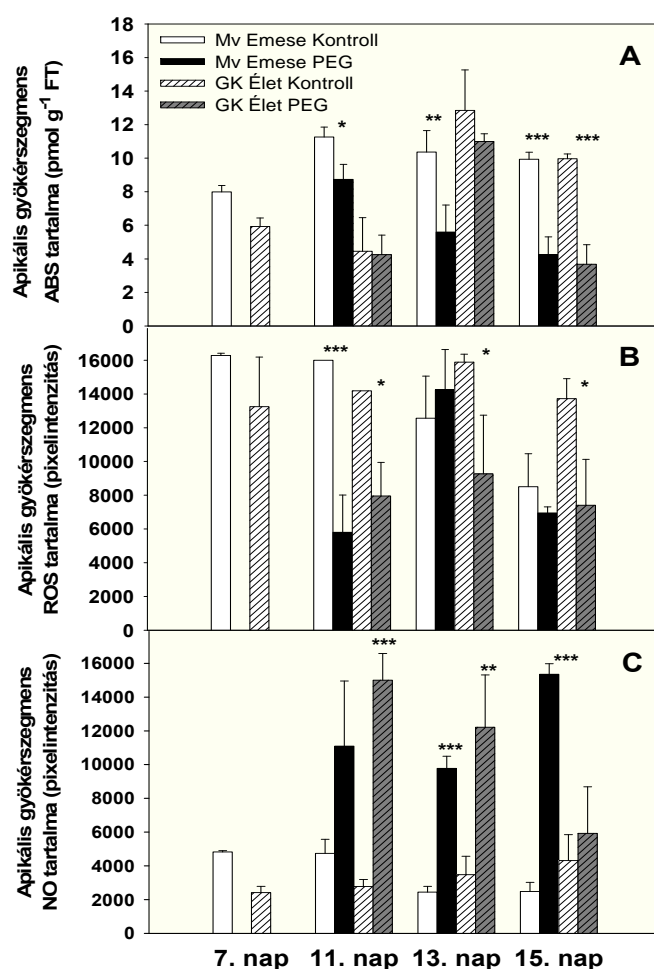 18
16
14
12
10
8
6
4
2
0
Apikális gyökérszegmens
ABS tartalma (pmol g⁻¹ FT)
Mv Emese Kontroll
Mv Emese PEG
GK Élet Kontroll
GK Élet PEG
A
*
**
***
***
16000
14000
12000
10000
8000
6000
4000
2000
0
Apikális gyökérszegmens
ROS tartalma (pixelintenzitás)
B
***
*
*
*
16000
14000
12000
10000
8000
6000
4000
2000
0
Apikális gyökérszegmens
NO tartalma (pixelintenzitás)
C
***
***
**
***
7. nap 11. nap 13. nap 15. nap